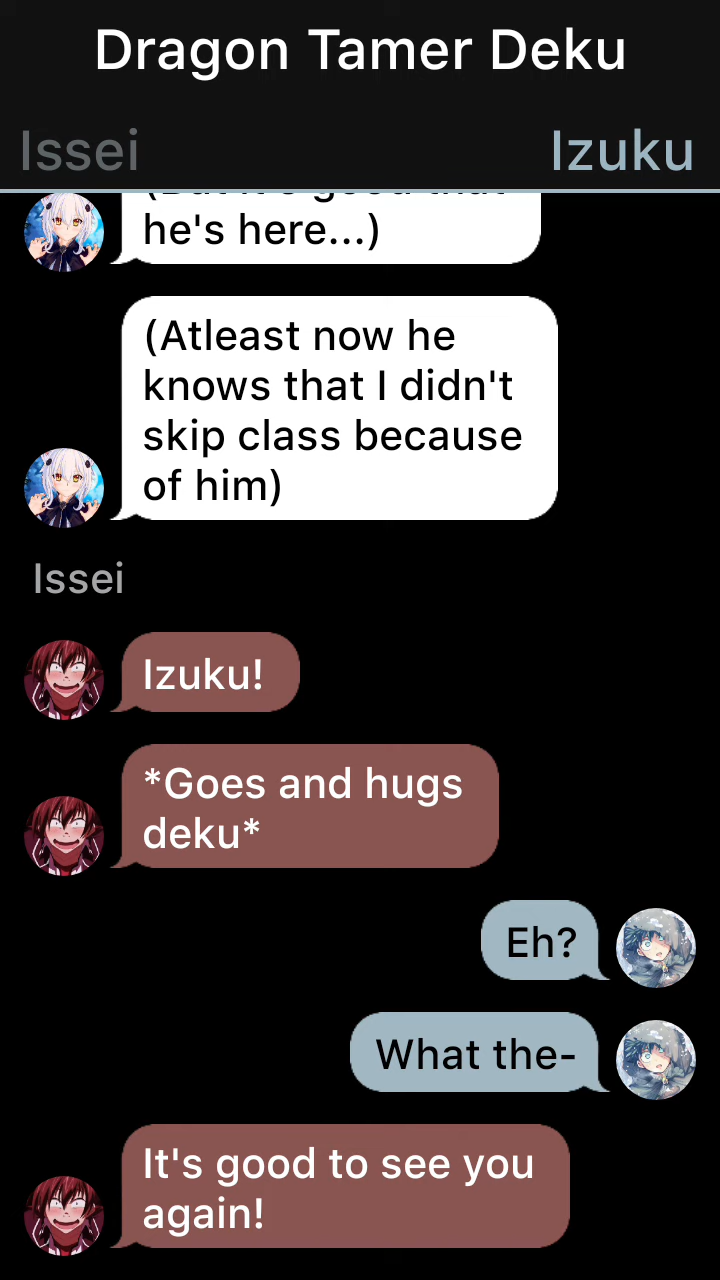 Dragon Tamer Deku
Issei
Izuku
he's here...)
(Atleast now he
knows that I didn't
skip class because
of him)
Issei
Izuku!
*Goes and hugs
deku*
Eh?
What the-
It's good to see you
again!